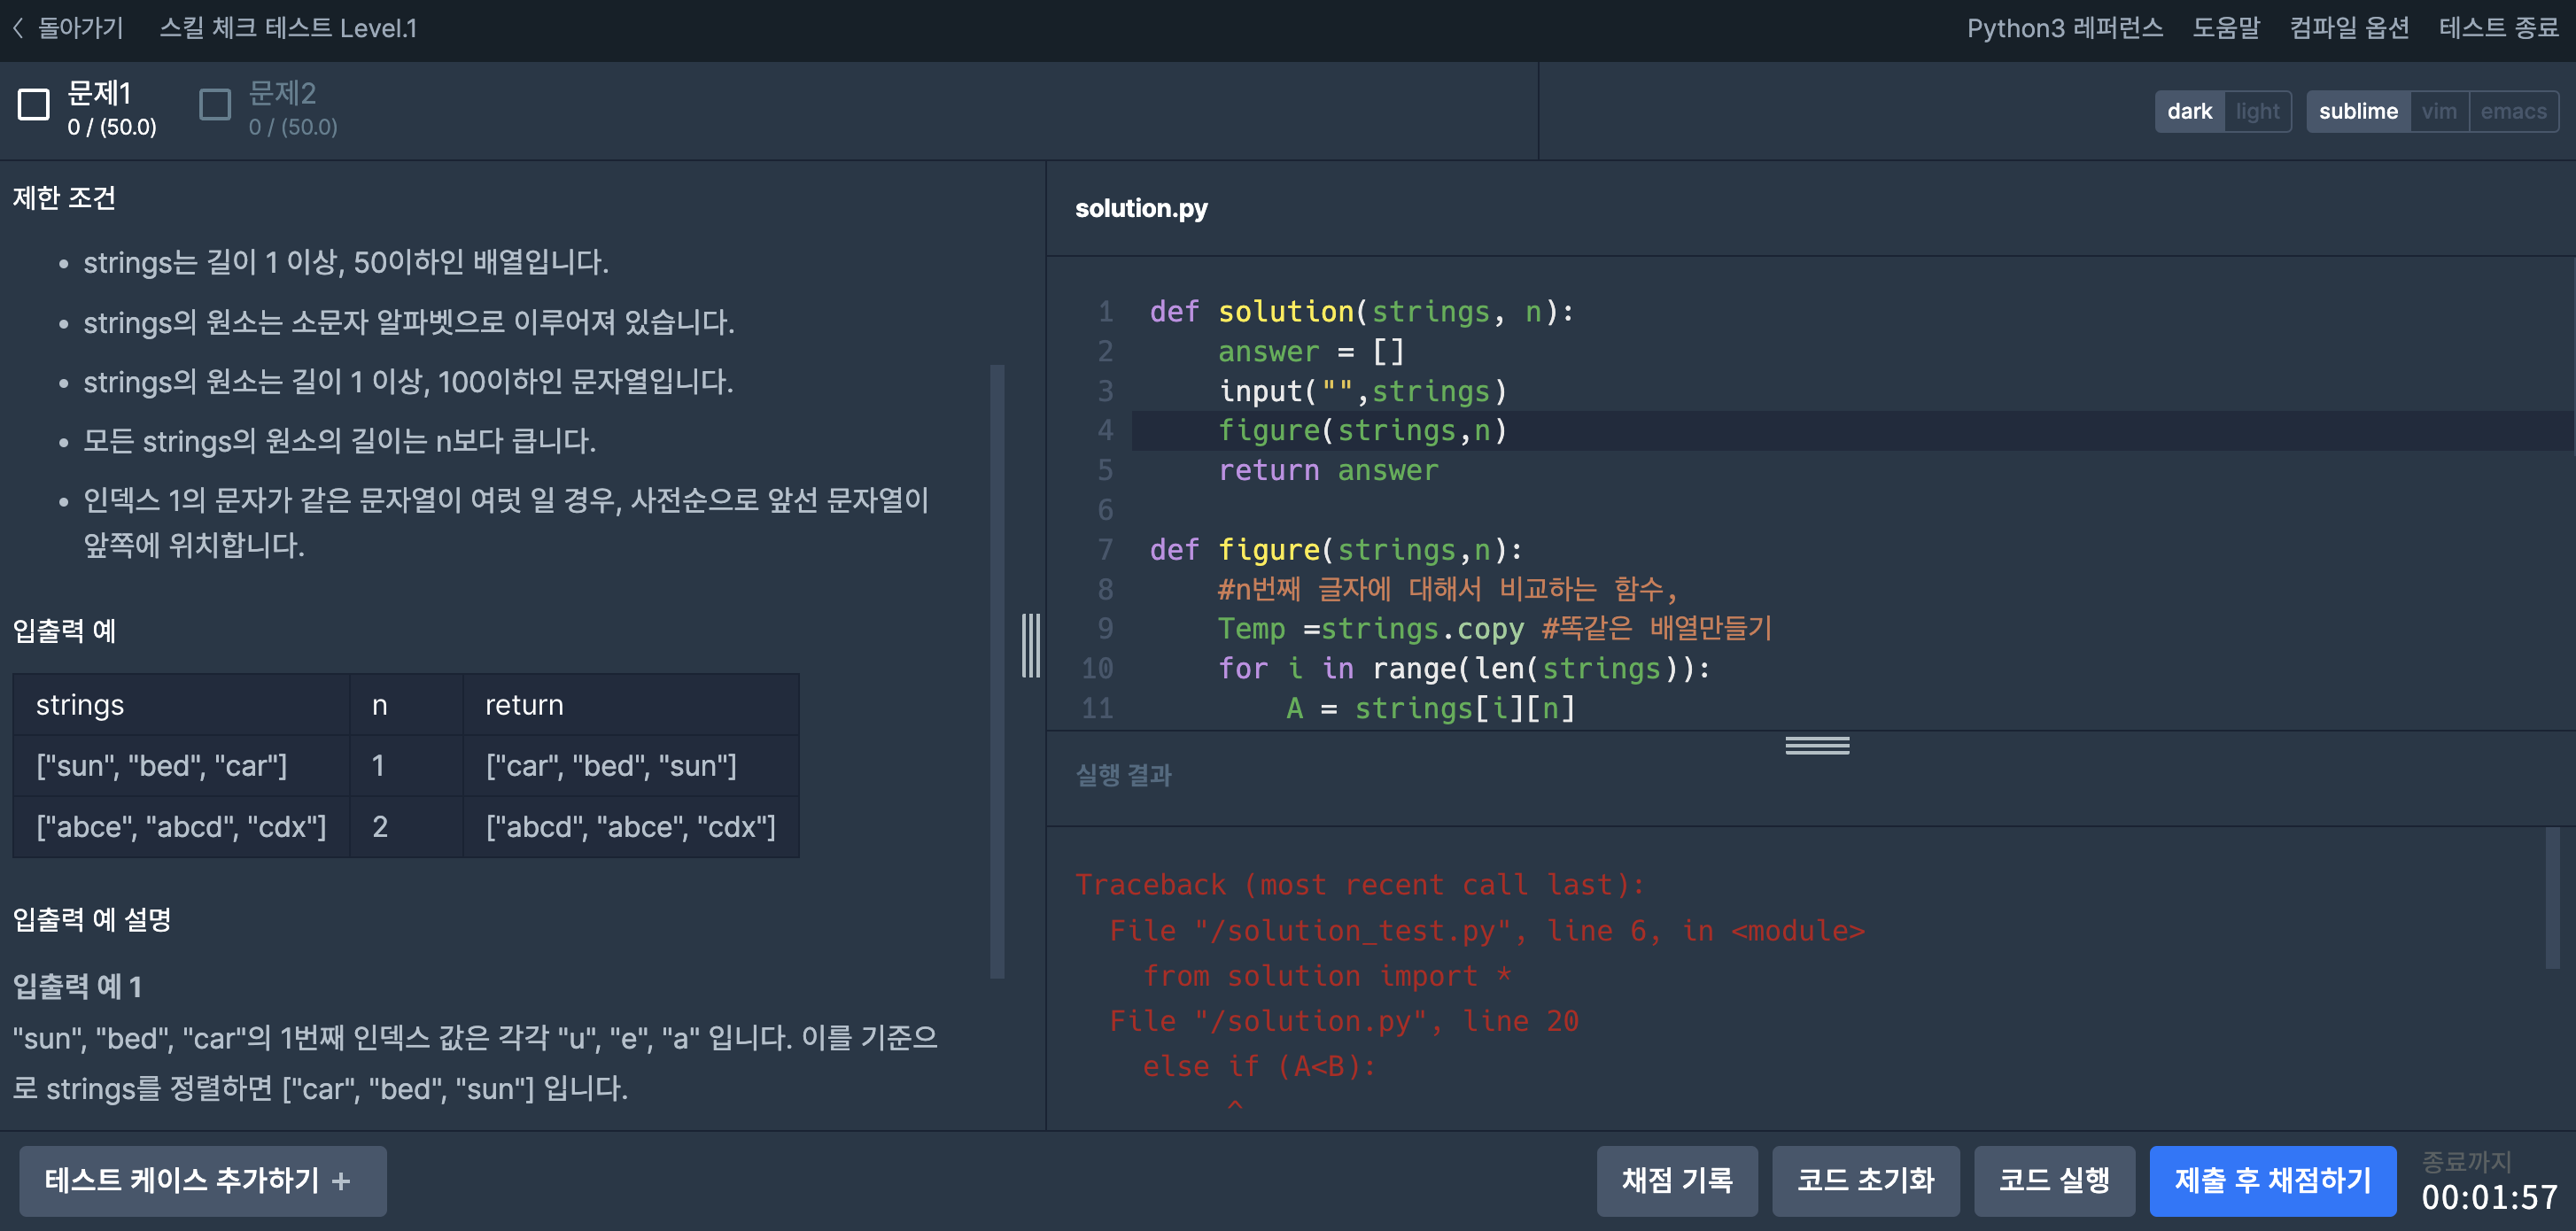 돌아가기 스킬 체크 테스트 Level.1 Python3 레퍼런스 도움말 컴파일 옵션 테스트 종료
문제1 문제2
0 / (50.0) 0 / (50.0)
dark light sublime vim emacs
제한 조건
strings는 길이 1 이상, 50이하인 배열입니다.
strings의 원소는 소문자 알파벳으로 이루어져 있습니다.
strings의 원소는 길이 1 이상, 100이하인 문자열입니다.
모든 strings의 원소의 길이는 n보다 큽니다.
인덱스 1의 문자가 같은 문자열이 여럿 일 경우, 사전순으로 앞선 문자열이
앞쪽에 위치합니다.
입출력 예
strings n return
["sun", "bed", "car"] 1 ["car", "bed", "sun"]
["abce", "abcd", "cdx"] 2 ["abcd", "abce", "cdx"]
입출력 예 설명
입출력 예 1
"sun", "bed", "car"의 1번째 인덱스 값은 각각 "u", "e", "a" 입니다. 이를 기준으
로 strings를 정렬하면 ["car", "bed", "sun"] 입니다.
solution.py
1 def solution(strings, n):
2 answer = []
3 input("",strings)
4 figure(strings,n)
5 return answer
6
7 def figure(strings,n):
8 #n번째 글자에 대해서 비교하는 함수,
9 Temp =strings.copy #똑같은 배열만들기
10 for i in range(len(strings)):
11 A = strings[i][n]
실행 결과
Traceback (most recent call last):
File "/solution_test.py", line 6, in <module>
from solution import *
File "/solution.py", line 20
else if (A<B):
^
테스트 케이스 추가하기 +
채점 기록 코드 초기화 코드 실행 제출 후 채점하기
종료까지
00:01:57